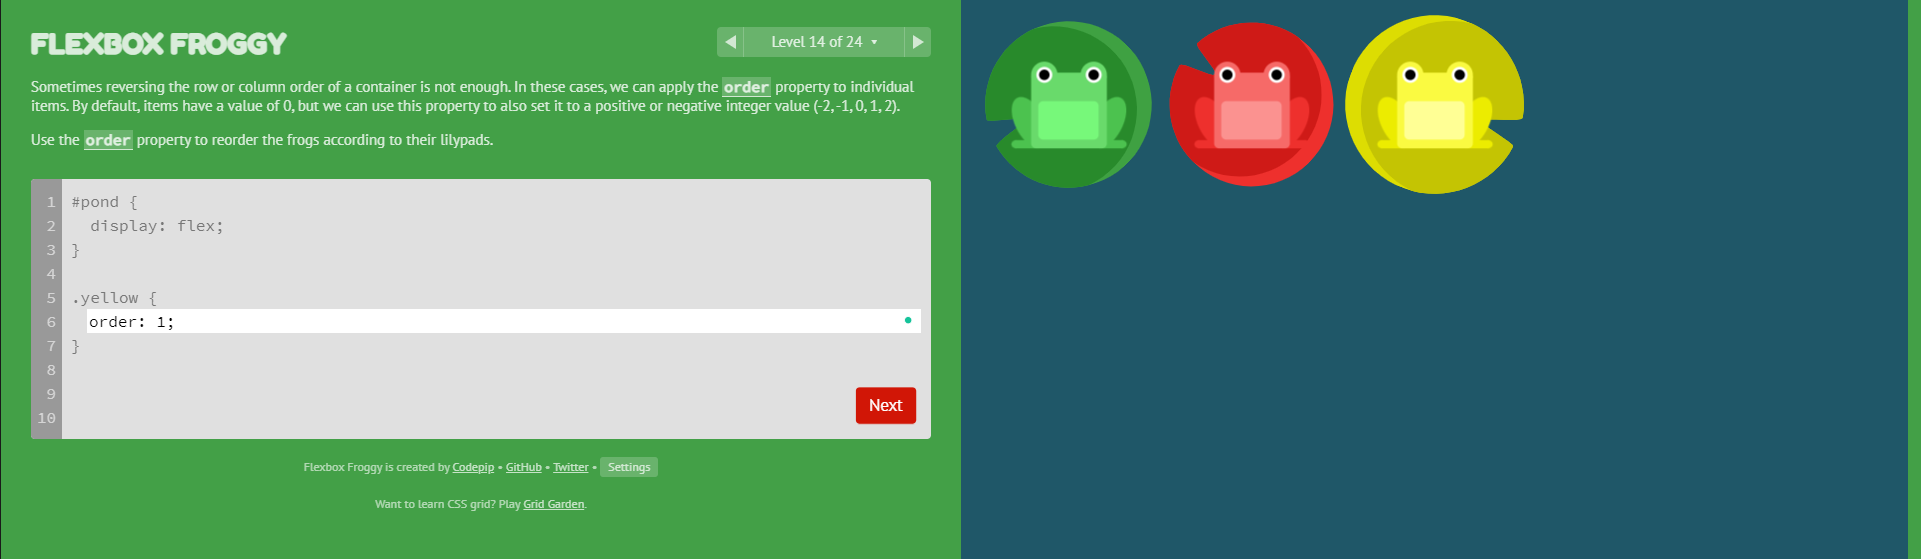 FLEXBOX FROGGY
Level 14 of 24
Sometimes reversing the row or column order of a container is not enough. In these cases, we can apply the order property to individual
items. By default, items have a value of 0, but we can use this property to also set it to a positive or negative integer value (-2, -1, 0, 1, 2).
Use the order property to reorder the frogs according to their lilypads.
1 #pond {
2 display: flex;
3 }
4
5 .yellow {
6 order: 1;
7 }
8
9
10
Next
Flexbox Froggy is created by Codepip • GitHub • Twitter • Settings
Want to learn CSS grid? Play Grid Garden.